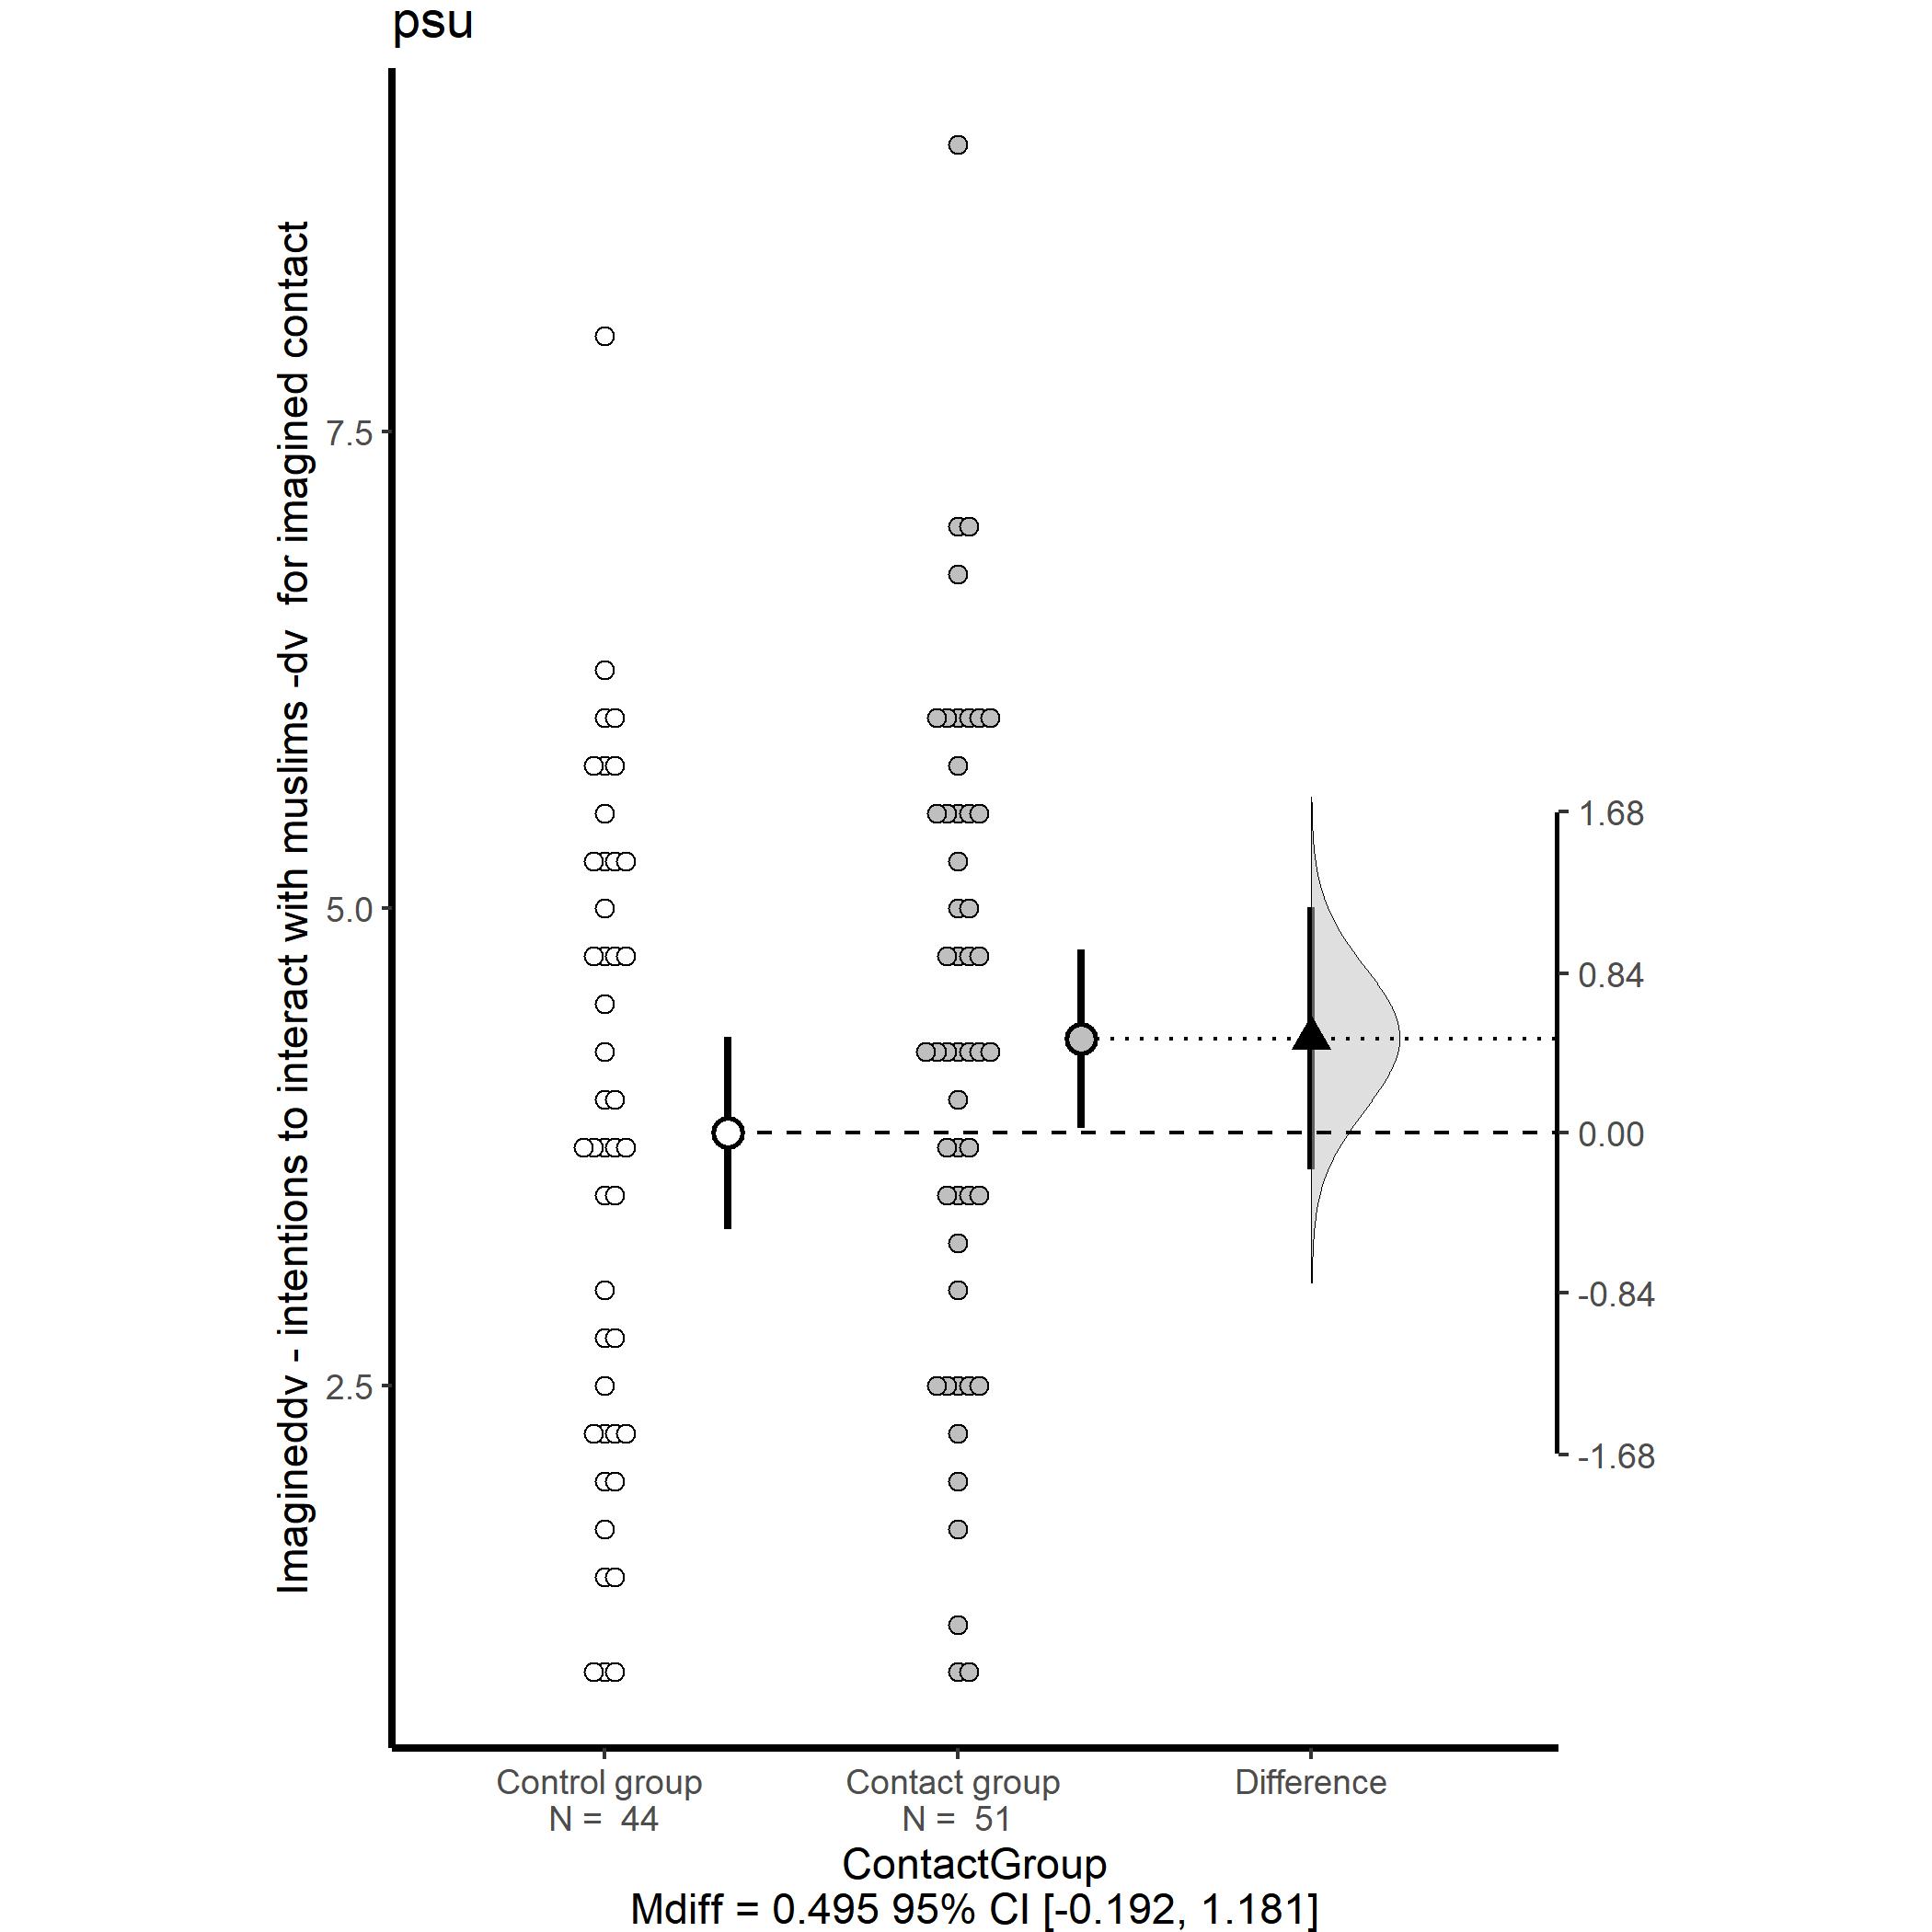 psu
Imagineddv - intentions to interact with muslims -dv  for imagined contact
7.5
5.0
2.5
1.68
0.84
0.00
-0.84
-1.68
Control group
N =  44
Contact group
N =  51
Difference
ContactGroup
Mdiff = 0.495 95% CI [-0.192, 1.181]